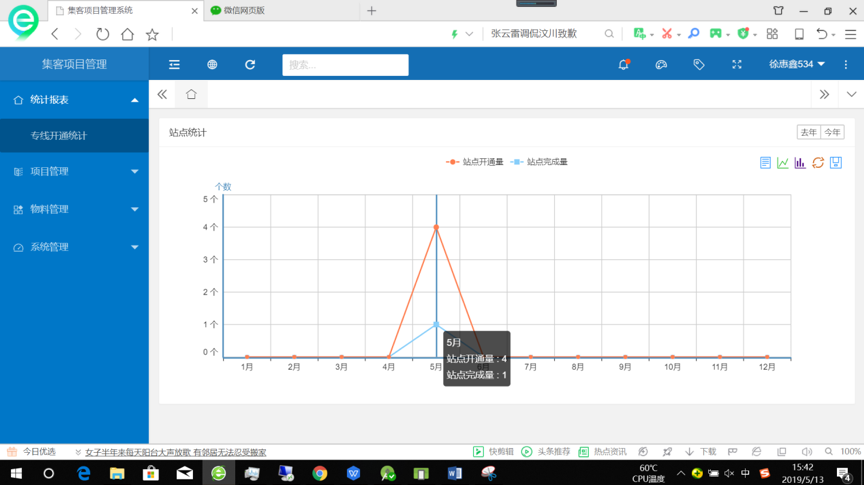 集客项目管理系统
微信网页版
张云雷调侃汶川致歉
集客项目管理
搜索...
徐惠鑫534
统计报表
专线开通统计
项目管理
物料管理
系统管理
站点统计
去年 今年
站点开通量 站点完成量
个数
5 个
4 个
3 个
2 个
1 个
0 个
1月 2月 3月 4月 5月 7月 8月 9月 10月 11月 12月
5月
站点开通量 : 4
站点完成量 : 1
今日优选
女子半年来每天阳台大声放歌 有邻居无法忍受搬家
快剪辑 头条推荐 热点资讯 下载 100%
60℃
CPU温度
中
15:42
2019/5/13
4